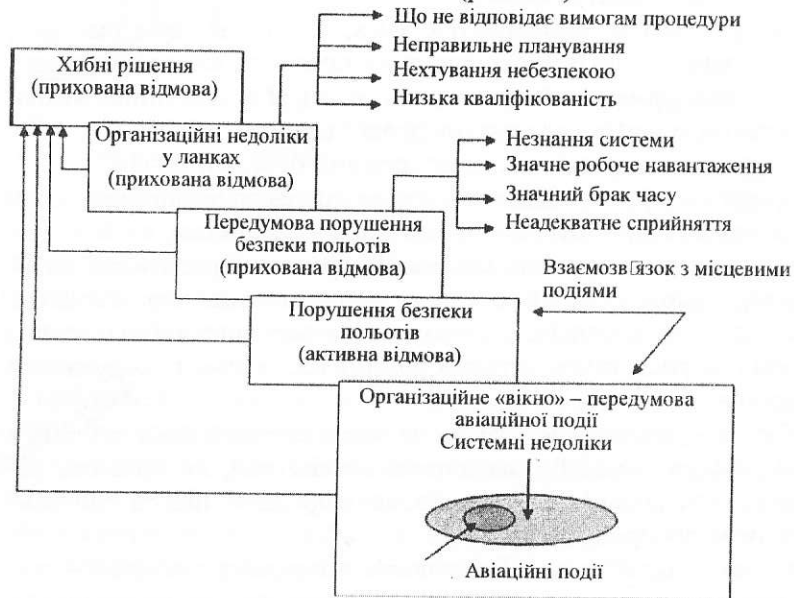 Що не відповідає вимогам процедури
Неправильне планування
Нехтування небезпекою
Низька кваліфікованість
Хибні рішення
(прихована відмова)
Організаційні недоліки
у ланках
(прихована відмова)
Незнання системи
Значне робоче навантаження
Значний брак часу
Неадекватне сприйняття
Передумова порушення
безпеки польотів
(прихована відмова)
Взаємозв□язок з місцевими
подіями
Порушення безпеки
польотів
(активна відмова)
Організаційне «вікно» – передумова
авіаційної події
Системні недоліки
Авіаційні події